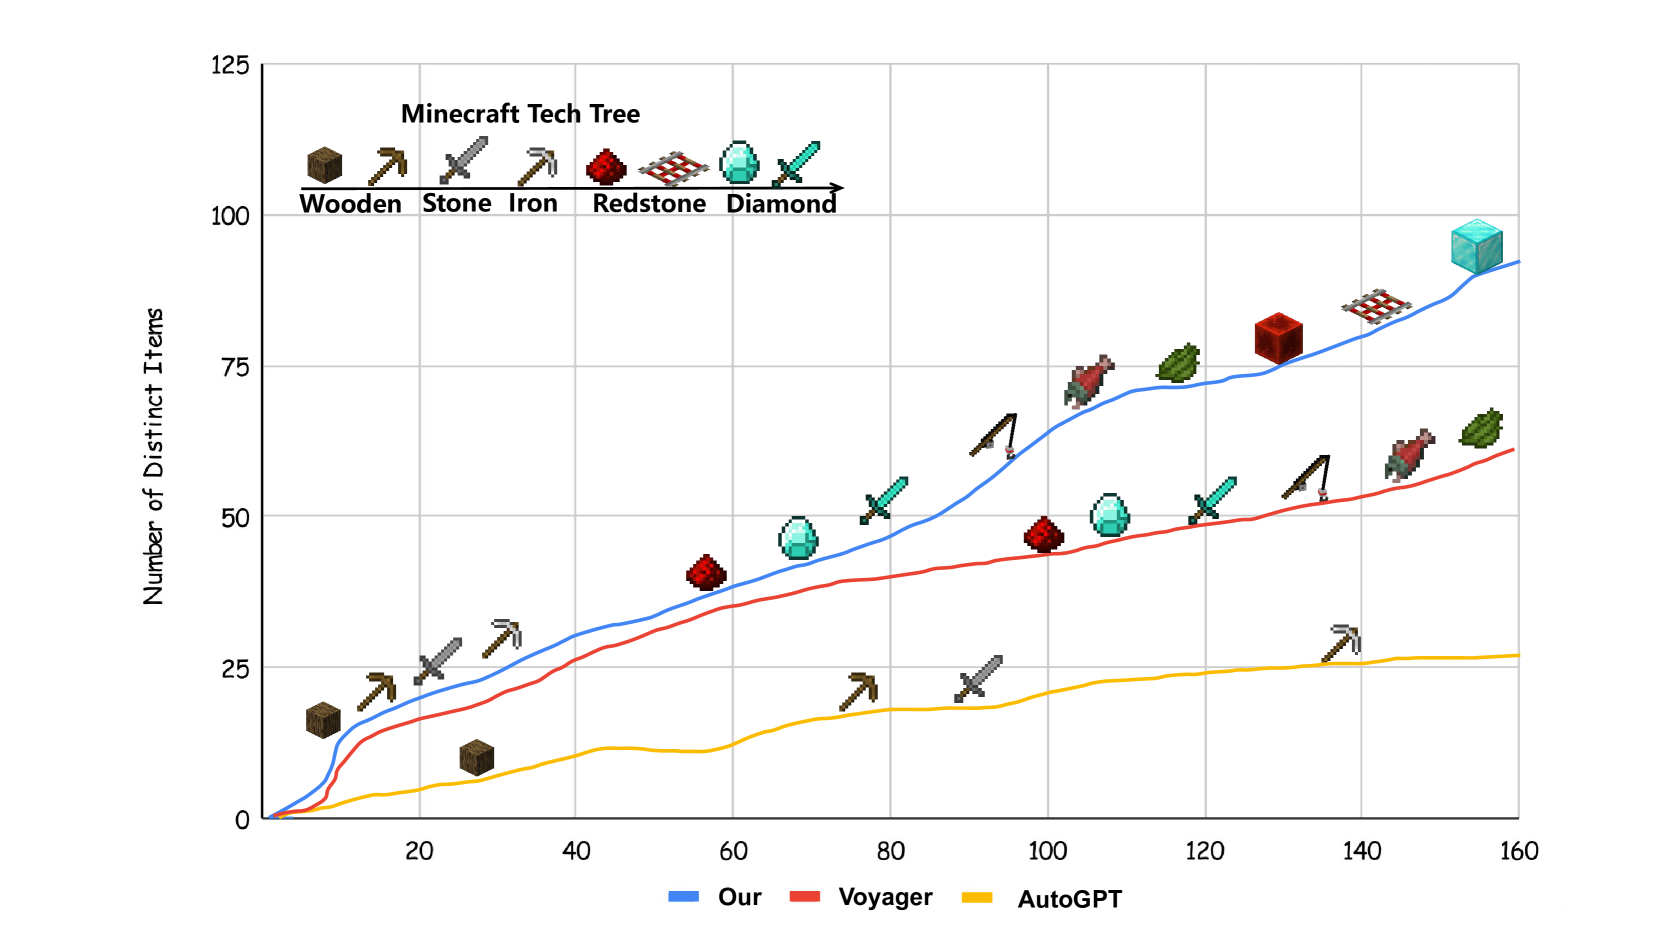 125
Minecraft Tech Tree
Wooden Stone Iron Redstone Diamond
100
75
50
25
0
Number of Distinct Items
20 40 60 80 100 120 140 160
Our Voyager AutoGPT